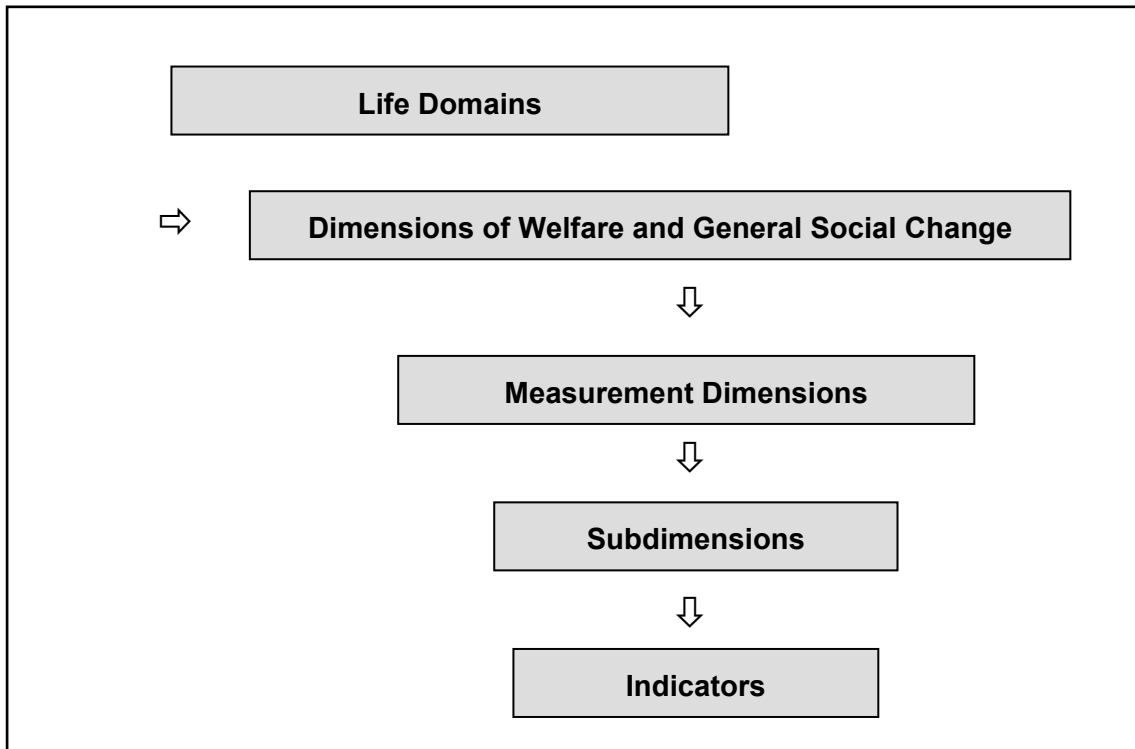 Life Domains
Dimensions of Welfare and General Social Change
Measurement Dimensions
Subdimensions
Indicators